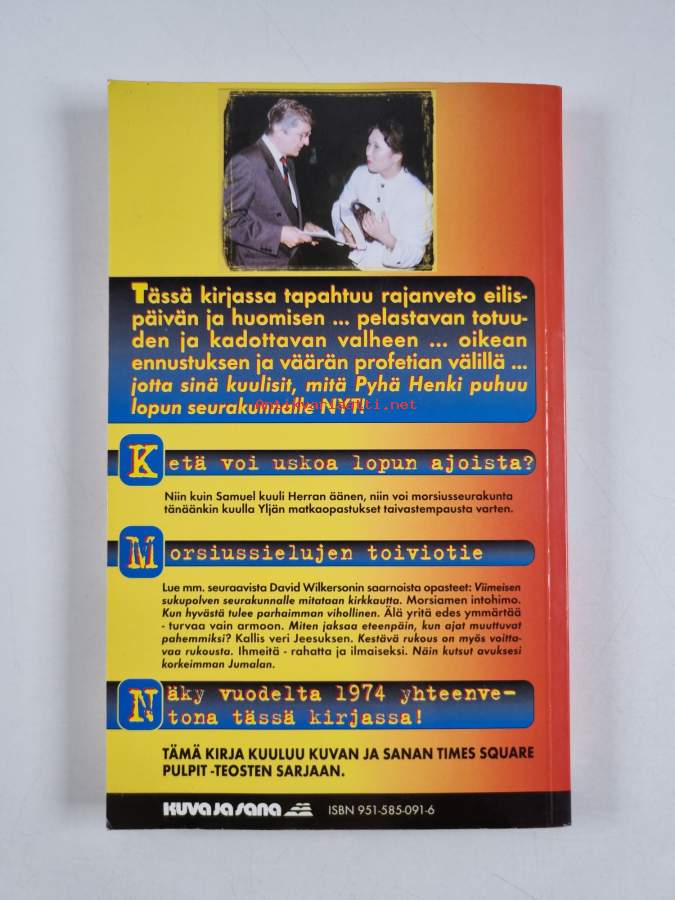 Tässä kirjassa tapahtuu rajanveto eilis-
päivän ja huomisen ... pelastavan totuu-
den ja kadottavan valheen ... oikean
ennustuksen ja väärän profetian välillä ...
jotta sinä kuulisit, mitä Pyhä Henki puhuu
lopun seurakunnalle NYT!
Antikvariaatti.net
Ketä voi uskoa lopun ajoista?
Niin kuin Samuel kuuli Herran äänen, niin voi morsiusseurakunta
tänäänkin kuulla Yljän matkaopastukset taivastempausta varten.
Morsiussielujen toiviotie
Lue mm. seuraavista David Wilkersonin saarnoista opasteet: Viimeisen
sukupolven seurakunnalle mitataan kirkkautta. Morsiamen intohimo.
Kun hyvästä tulee parhaimman vihollinen. Älä yritä edes ymmärtää
- turvaa vain armoon. Miten jaksaa eteenpäin, kun ajat muuttuvat
pahemmiksi? Kallis veri Jeesuksen. Kestävä rukous on myös voitta-
vaa rukousta. Ihmeitä - rahatta ja ilmaiseksi. Näin kutsut avuksesi
korkeimman Jumalan.
Näky vuodelta 1974 yhteenve-
tona tässä kirjassa!
TÄMÄ KIRJA KUULUU KUVAN JA SANAN TIMES SQUARE
PULPIT -TEOSTEN SARJAAN.
KUVA JA SANA ISBN 951-585-091-6